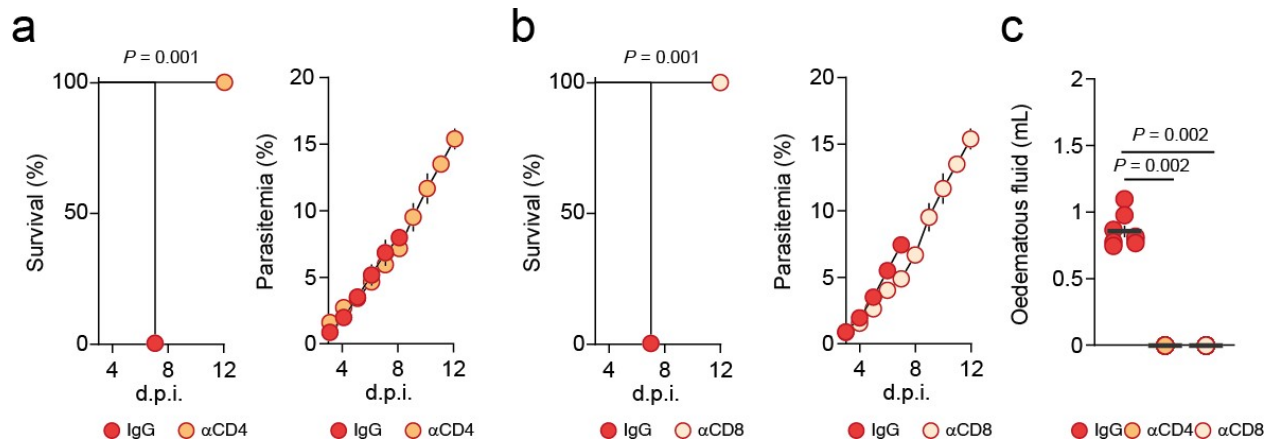 a
P = 0.001
Survival (%)
100
50
0
4 8 12
d.p.i.
IgG αCD4
Parasitemia (%)
20
15
10
5
0
4 8 12
d.p.i.
IgG αCD4
b
P = 0.001
Survival (%)
100
50
0
4 8 12
d.p.i.
IgG αCD8
Parasitemia (%)
20
15
10
5
0
4 8 12
d.p.i.
IgG αCD8
c
Oedematous fluid (mL)
2
1.5
1
0.5
0
P = 0.002
P = 0.002
IgG αCD4 αCD8